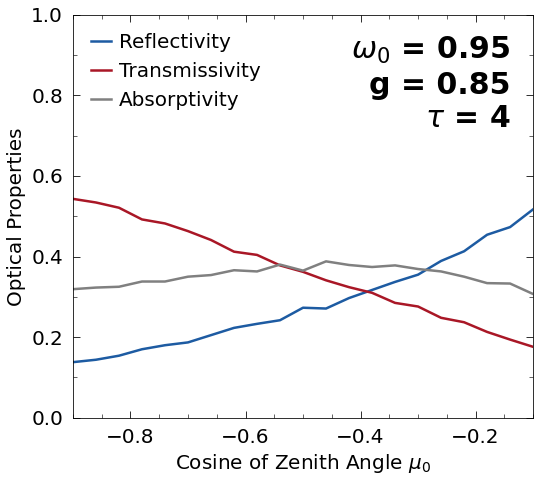 1.0
0.8
0.6
0.4
0.2
0.0
Optical Properties
Reflectivity
Transmissivity
Absorptivity
ω₀ = 0.95
g = 0.85
τ = 4
−0.8 −0.6 −0.4 −0.2
Cosine of Zenith Angle μ₀